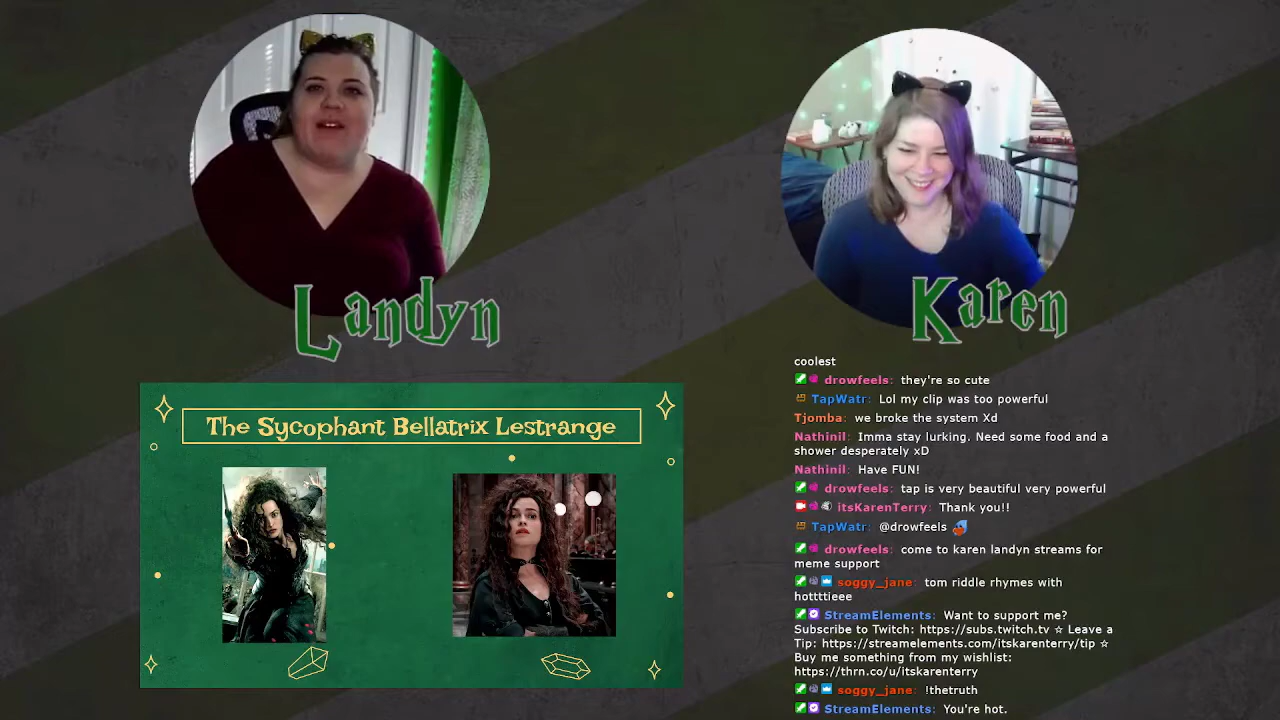 Landyn
Karen
The Sycophant Bellatrix Lestrange
coolest
drowfeels: they're so cute
TapWatr: Lol my clip was too powerful
Tjomba: we broke the system Xd
Nathinil: Imma stay lurking. Need some food and a
shower desperately xD
Nathinil: Have FUN!
drowfeels: tap is very beautiful very powerful
itsKarenTerry: Thank you!!
TapWatr: @drowfeels
drowfeels: come to karen landyn streams for
meme support
soggy_jane: tom riddle rhymes with
hottttieee
StreamElements: Want to support me?
Subscribe to Twitch: https://subs.twitch.tv ☆ Leave a
Tip: https://streamelements.com/itskarenterry/tip ☆
Buy me something from my wishlist:
https://thrn.co/u/itskarenterry
soggy_jane: !thetruth
StreamElements: You're hot.